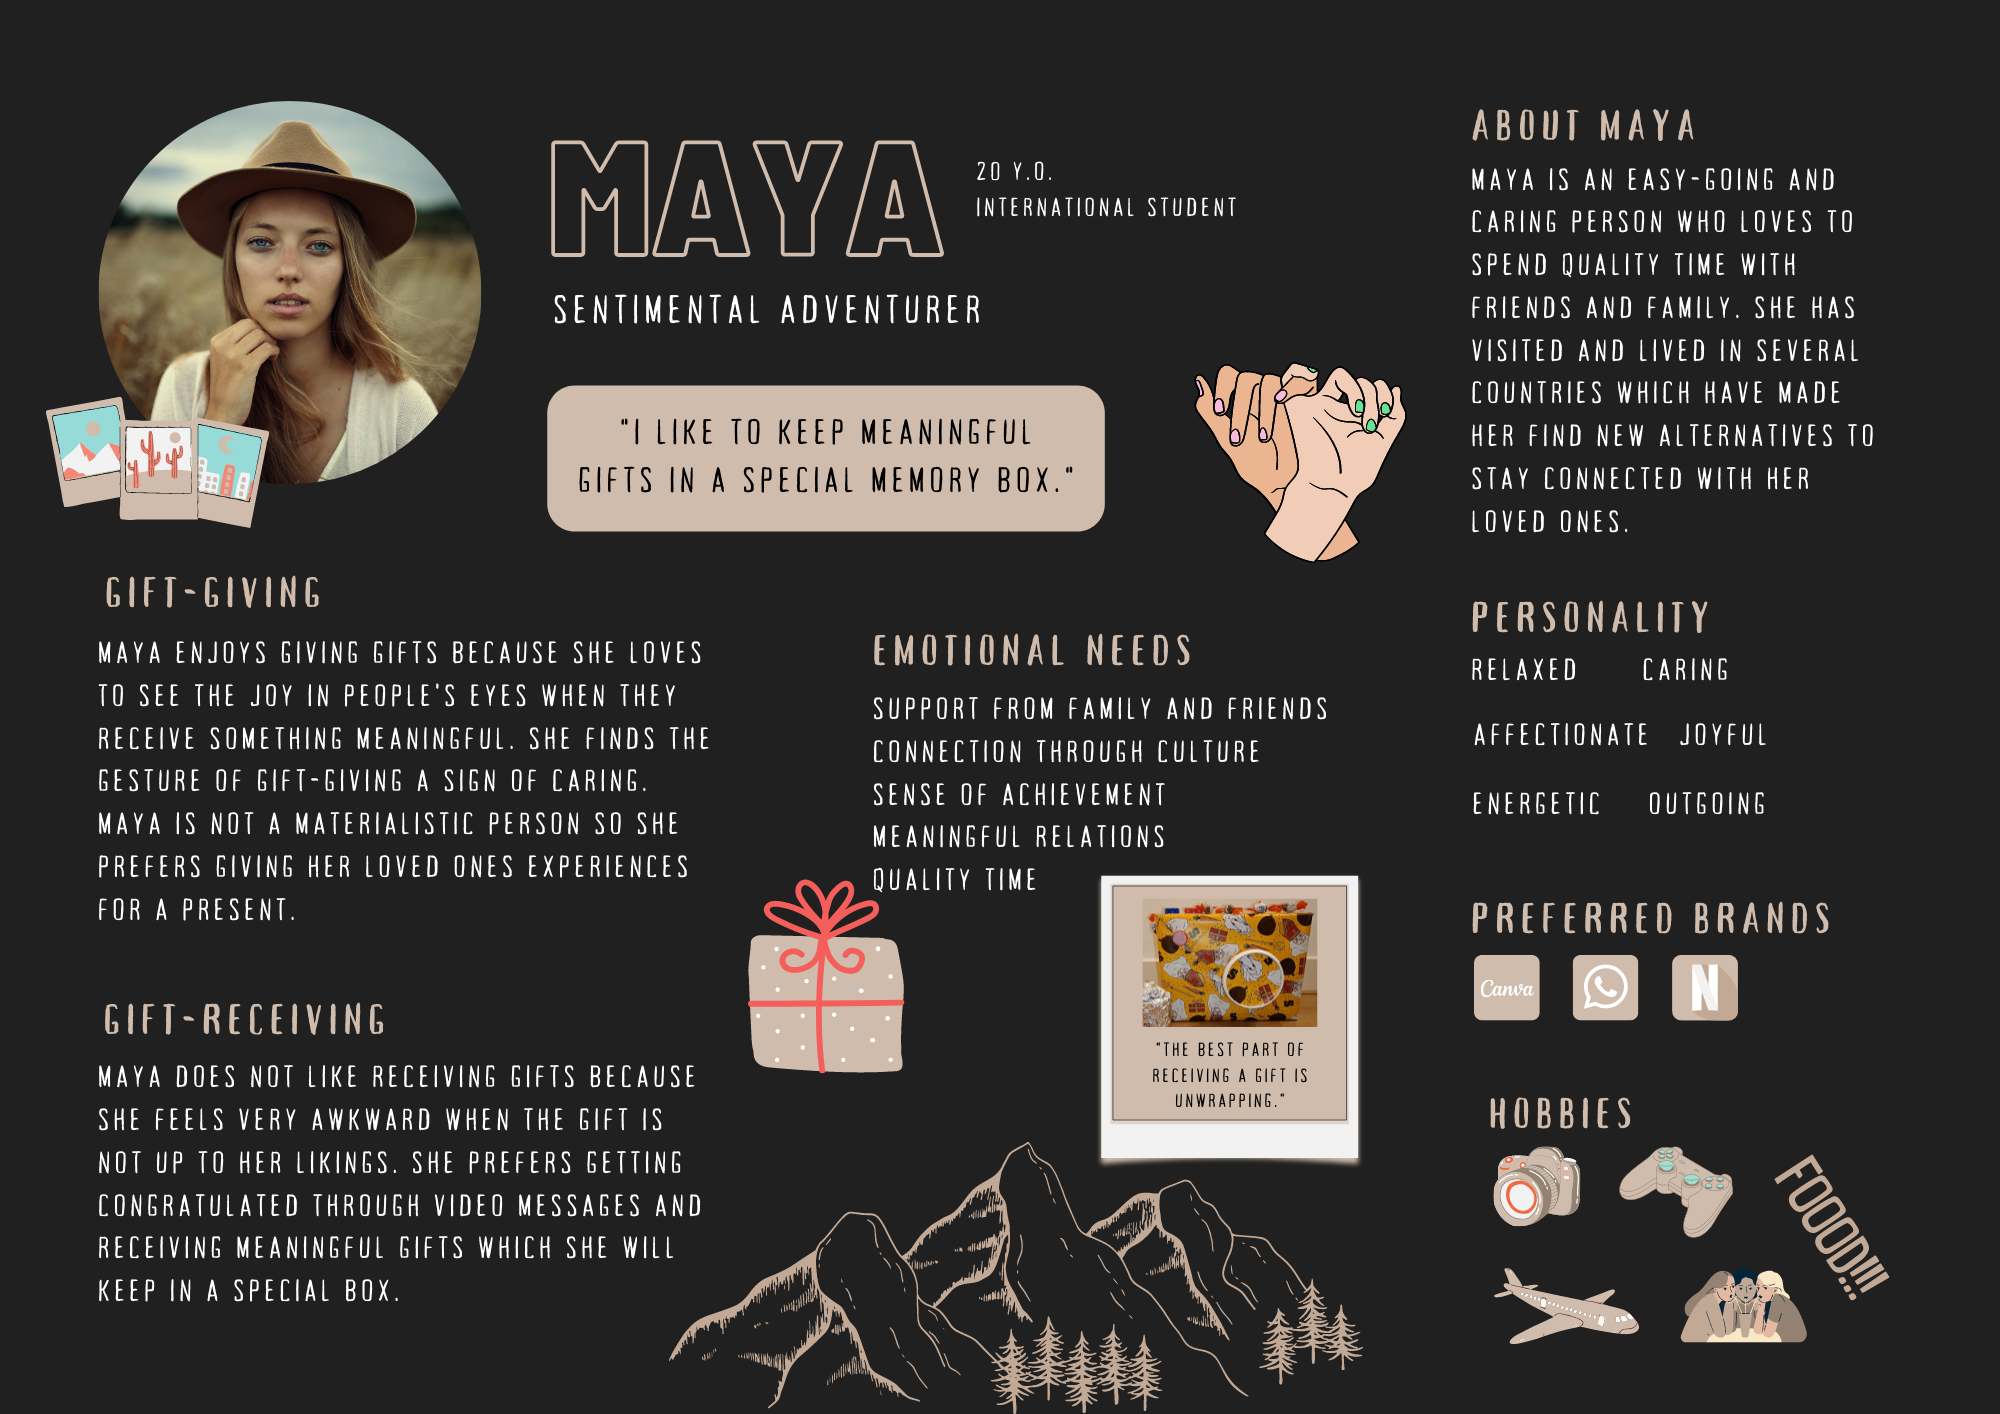 MAYA
20 Y.O.
INTERNATIONAL STUDENT
SENTIMENTAL ADVENTURER
"I LIKE TO KEEP MEANINGFUL
GIFTS IN A SPECIAL MEMORY BOX."
GIFT-GIVING
MAYA ENJOYS GIVING GIFTS BECAUSE SHE LOVES
TO SEE THE JOY IN PEOPLE'S EYES WHEN THEY
RECEIVE SOMETHING MEANINGFUL. SHE FINDS THE
GESTURE OF GIFT-GIVING A SIGN OF CARING.
MAYA IS NOT A MATERIALISTIC PERSON SO SHE
PREFERS GIVING HER LOVED ONES EXPERIENCES
FOR A PRESENT.
GIFT-RECEIVING
MAYA DOES NOT LIKE RECEIVING GIFTS BECAUSE
SHE FEELS VERY AWKWARD WHEN THE GIFT IS
NOT UP TO HER LIKINGS. SHE PREFERS GETTING
CONGRATULATED THROUGH VIDEO MESSAGES AND
RECEIVING MEANINGFUL GIFTS WHICH SHE WILL
KEEP IN A SPECIAL BOX.
EMOTIONAL NEEDS
SUPPORT FROM FAMILY AND FRIENDS
CONNECTION THROUGH CULTURE
SENSE OF ACHIEVEMENT
MEANINGFUL RELATIONS
QUALITY TIME
"THE BEST PART OF
RECEIVING A GIFT IS
UNWRAPPING."
ABOUT MAYA
MAYA IS AN EASY-GOING AND
CARING PERSON WHO LOVES TO
SPEND QUALITY TIME WITH
FRIENDS AND FAMILY. SHE HAS
VISITED AND LIVED IN SEVERAL
COUNTRIES WHICH HAVE MADE
HER FIND NEW ALTERNATIVES TO
STAY CONNECTED WITH HER
LOVED ONES.
PERSONALITY
RELAXED CARING
AFFECTIONATE JOYFUL
ENERGETIC OUTGOING
PREFERRED BRANDS
Canva
N
HOBBIES
FOOOD!!!